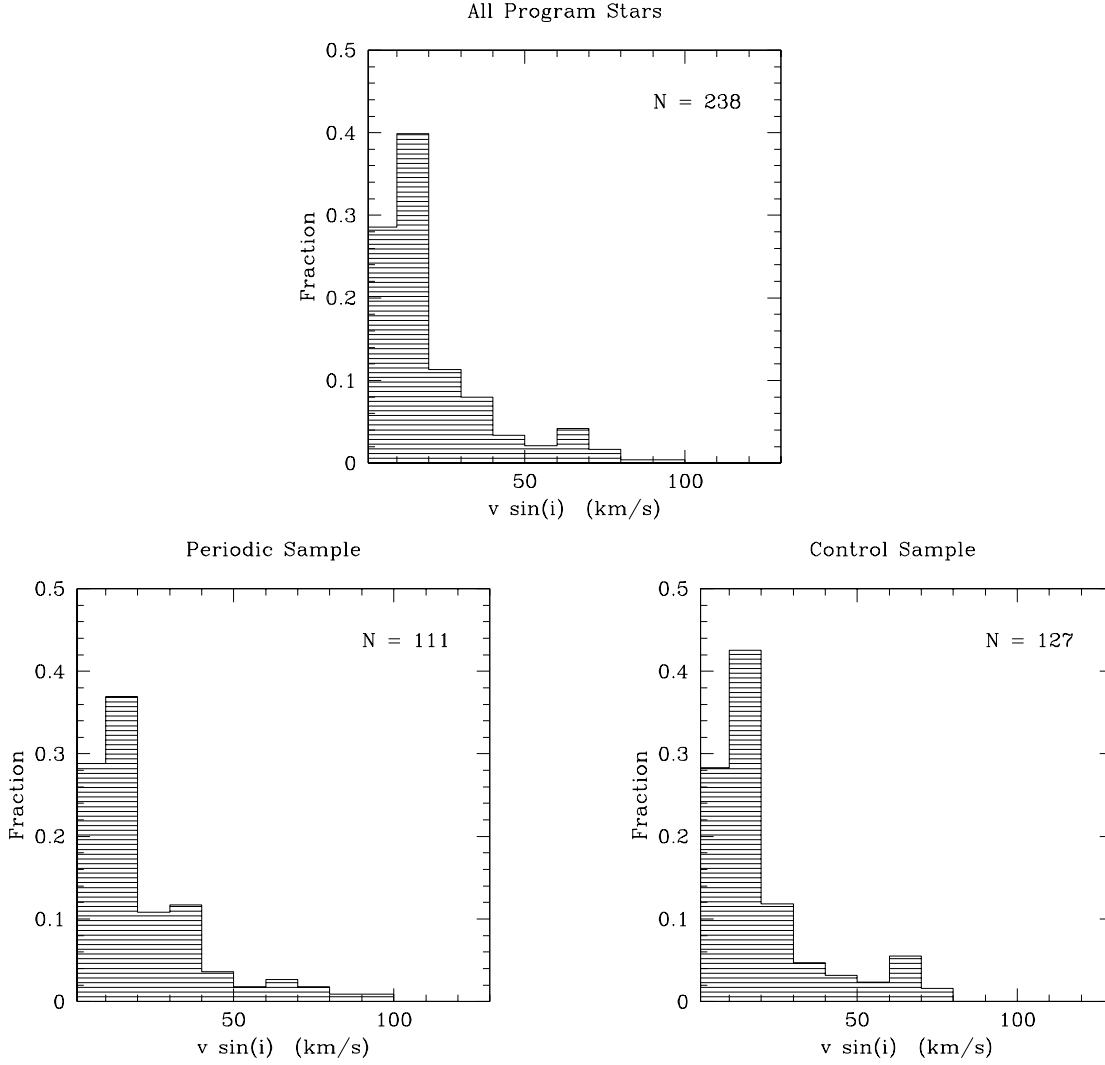 All Program Stars
0.5
N = 238
0.4
0.3
Fraction
0.2
0.1
0
50
100
v sin(i) (km/s)
Periodic Sample
0.5
N = 111
0.4
0.3
Fraction
0.2
0.1
0
50
100
v sin(i) (km/s)
Control Sample
0.5
N = 127
0.4
0.3
Fraction
0.2
0.1
0
50
100
v sin(i) (km/s)